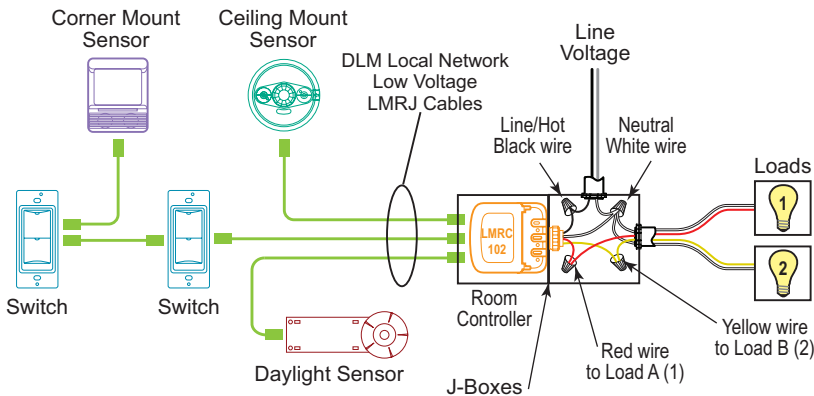 Corner Mount
Sensor
Ceiling Mount
Sensor
Line
Voltage
DLM Local Network
Low Voltage
LMRJ Cables
Line/Hot
Black wire
Neutral
White wire
Loads
1
LMRC
102
2
Switch
Switch
Room
Controller
Daylight Sensor
Red wire
to Load A (1)
Yellow wire
to Load B (2)
J-Boxes